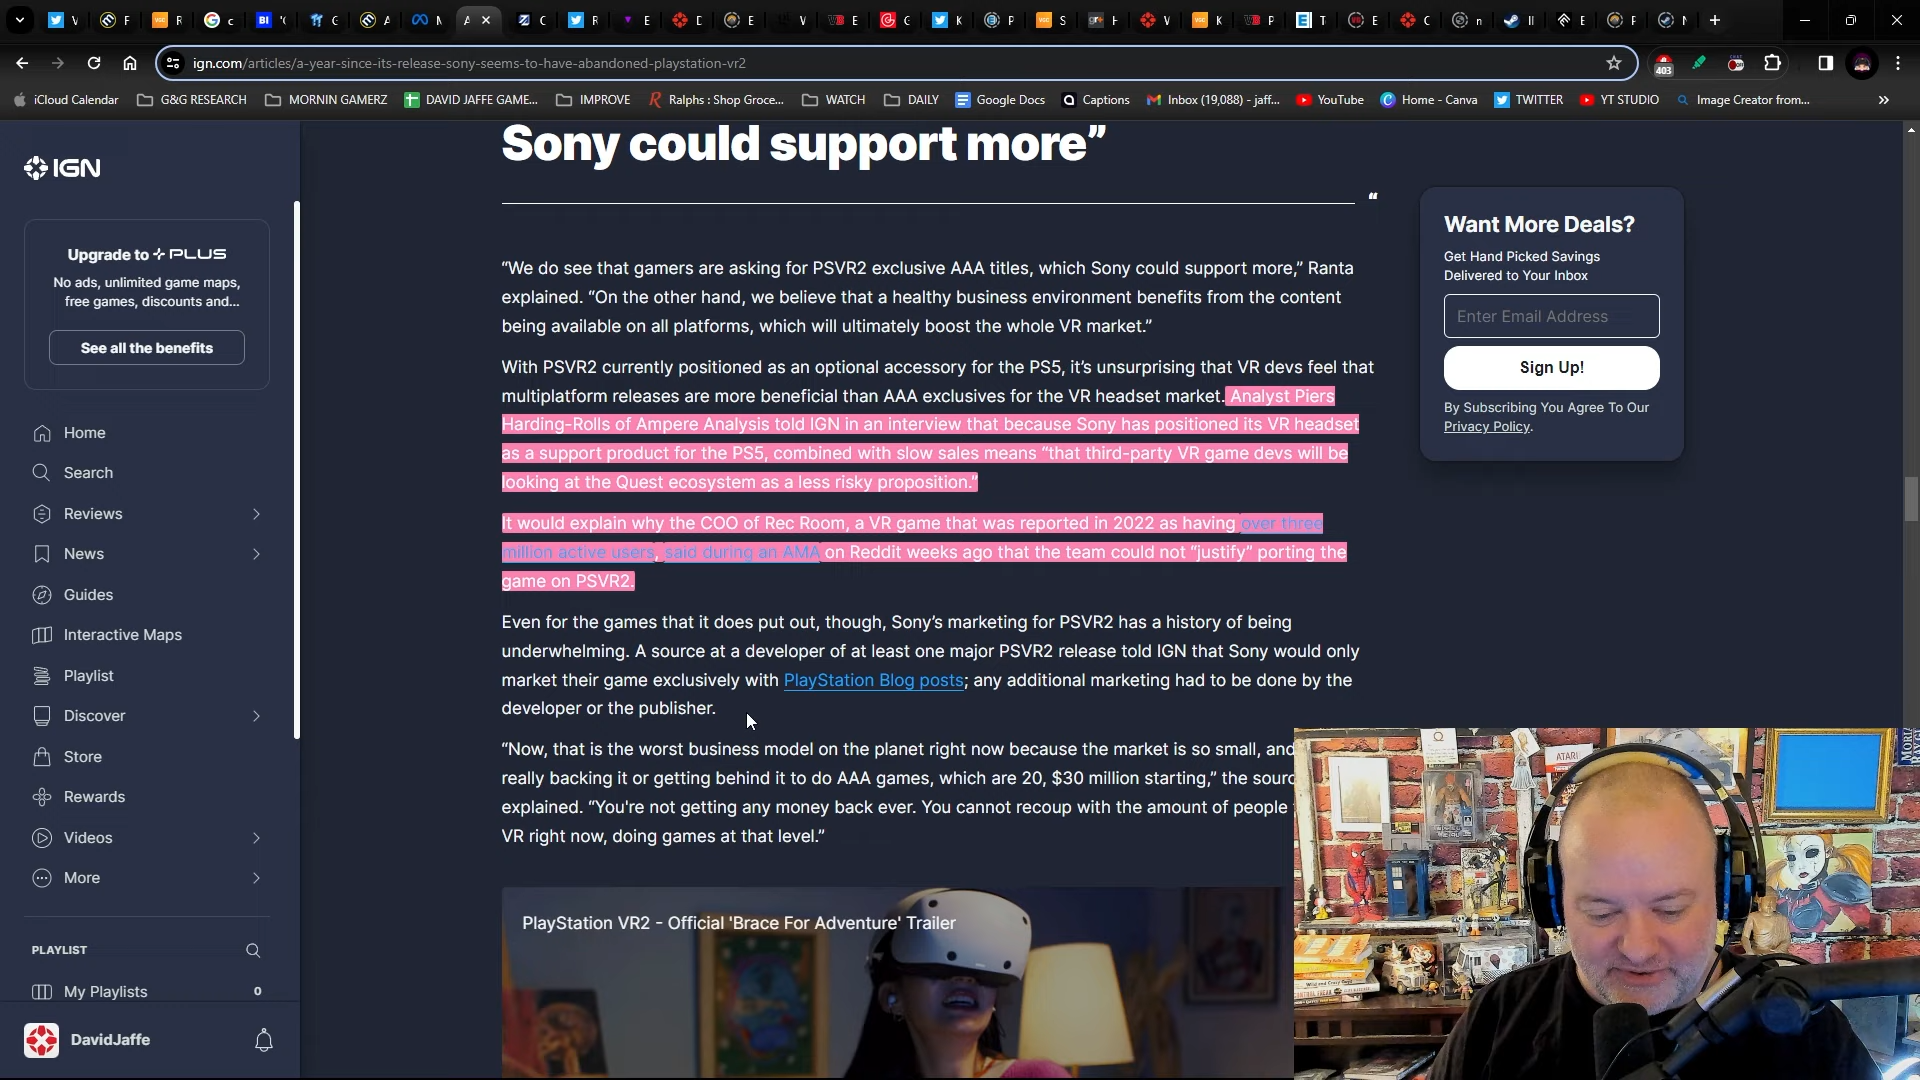 ign.com/articles/a-year-since-its-release-sony-seems-to-have-abandoned-playstation-vr2
403
iCloud Calendar
G&G RESEARCH
MORNIN GAMERZ
DAVID JAFFE GAME...
IMPROVE
Ralphs : Shop Groce...
WATCH
DAILY
Google Docs
Captions
Inbox (19,088) - jaff...
YouTube
Home - Canva
TWITTER
YT STUDIO
Image Creator from...
IGN
Upgrade to PLUS
No ads, unlimited game maps,
free games, discounts and...
See all the benefits
Home
Search
Reviews
News
Guides
Interactive Maps
Playlist
Discover
Store
Rewards
Videos
More
PLAYLIST
My Playlists 0
DavidJaffe
Sony could support more”
“
“We do see that gamers are asking for PSVR2 exclusive AAA titles, which Sony could support more,” Ranta
explained. “On the other hand, we believe that a healthy business environment benefits from the content
being available on all platforms, which will ultimately boost the whole VR market.”
With PSVR2 currently positioned as an optional accessory for the PS5, it’s unsurprising that VR devs feel that
multiplatform releases are more beneficial than AAA exclusives for the VR headset market. Analyst Piers
Harding-Rolls of Ampere Analysis told IGN in an interview that because Sony has positioned its VR headset
as a support product for the PS5, combined with slow sales means “that third-party VR game devs will be
looking at the Quest ecosystem as a less risky proposition.”
It would explain why the COO of Rec Room, a VR game that was reported in 2022 as having over three
million active users, said during an AMA on Reddit weeks ago that the team could not “justify” porting the
game on PSVR2.
Even for the games that it does put out, though, Sony’s marketing for PSVR2 has a history of being
underwhelming. A source at a developer of at least one major PSVR2 release told IGN that Sony would only
market their game exclusively with PlayStation Blog posts; any additional marketing had to be done by the
developer or the publisher.
“Now, that is the worst business model on the planet right now because the market is so small, and
really backing it or getting behind it to do AAA games, which are 20, $30 million starting,” the sourc
explained. “You're not getting any money back ever. You cannot recoup with the amount of people
VR right now, doing games at that level.”
PlayStation VR2 - Official 'Brace For Adventure' Trailer
Want More Deals?
Get Hand Picked Savings
Delivered to Your Inbox
Enter Email Address
Sign Up!
By Subscribing You Agree To Our
Privacy Policy.
ATARI